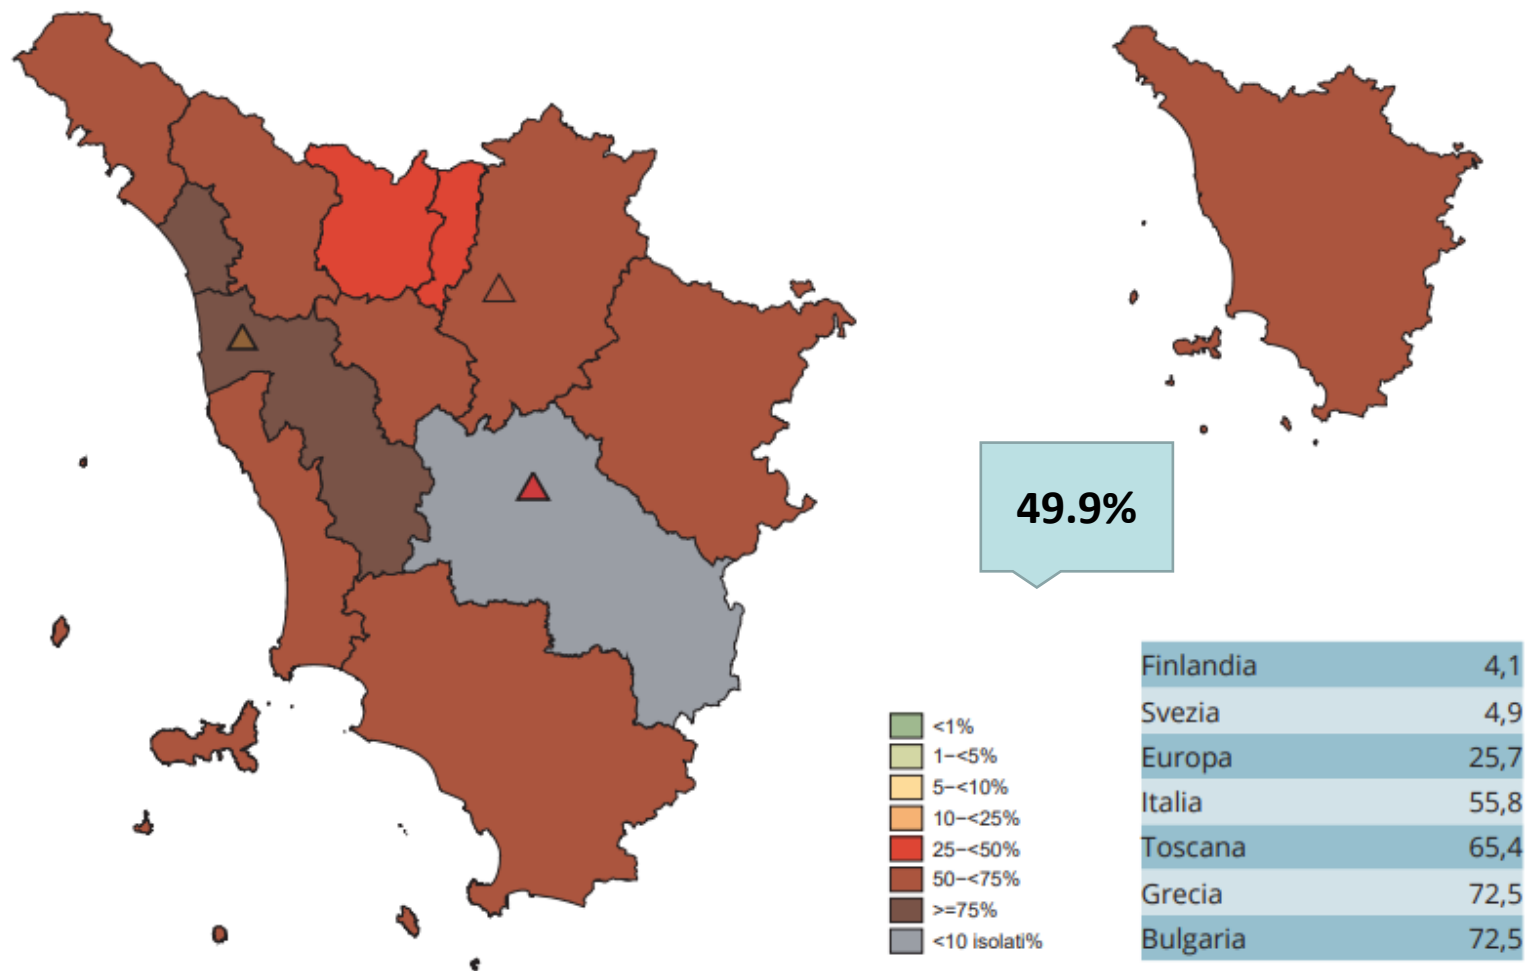 49.9%
<1%
1–<5%
5–<10%
10–<25%
25–<50%
50–<75%
>=75%
<10 isolati%
Finlandia 4,1
Svezia 4,9
Europa 25,7
Italia 55,8
Toscana 65,4
Grecia 72,5
Bulgaria 72,5